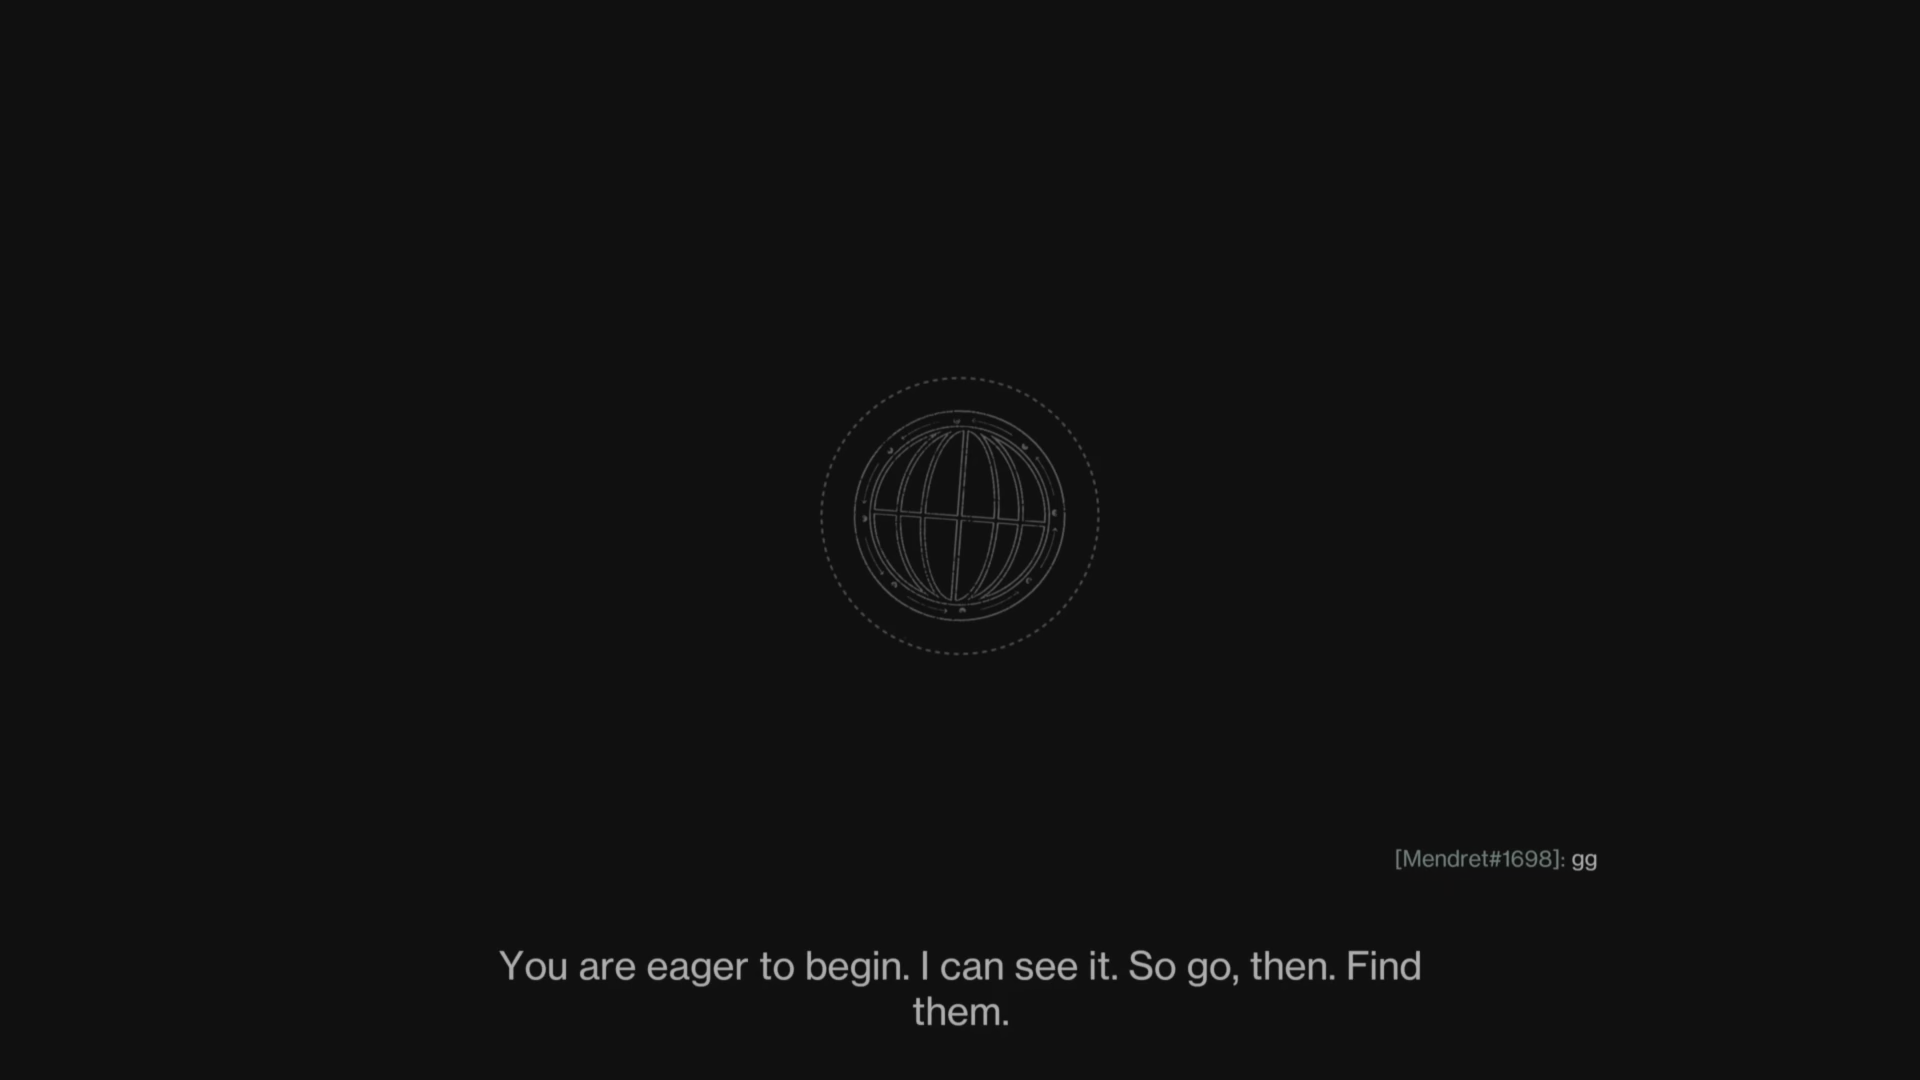 [Mendret#1698]: gg
You are eager to begin. I can see it. So go, then. Find
them.